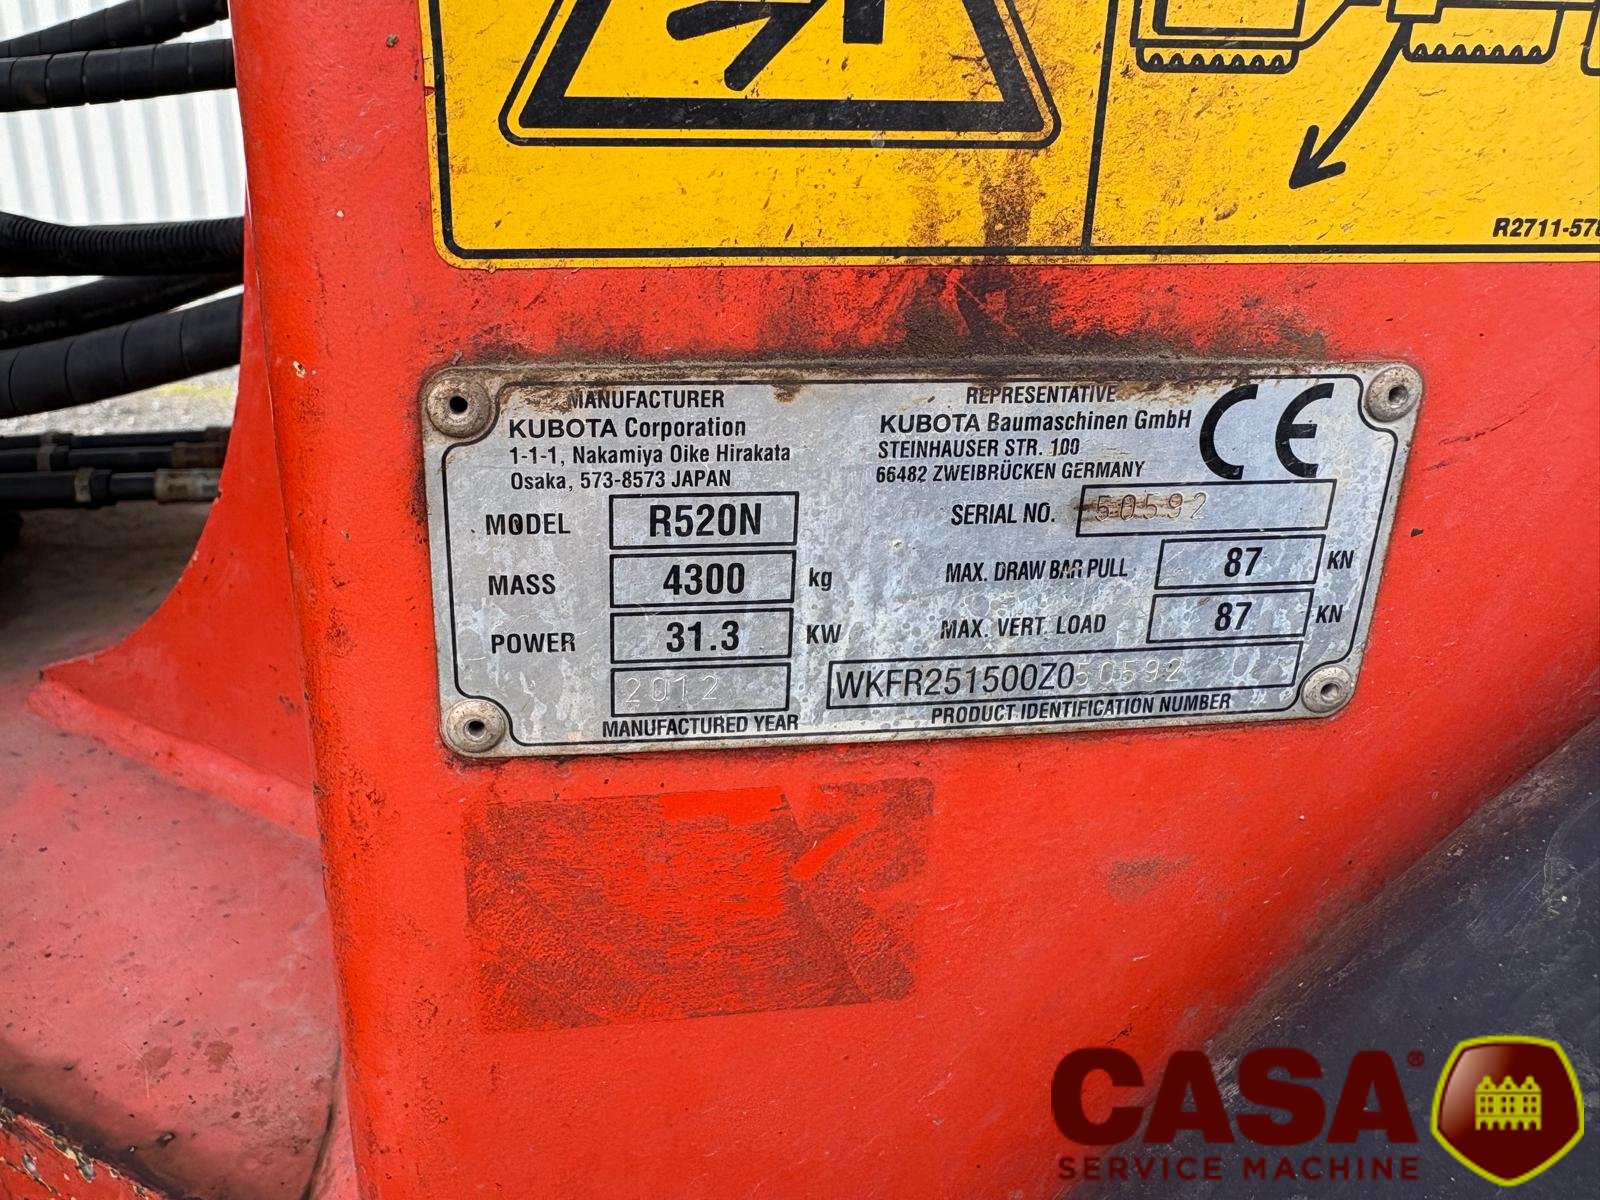 R2711-578
MANUFACTURER
KUBOTA Corporation
1-1-1, Nakamiya Oike Hirakata
Osaka, 573-8573 JAPAN
REPRESENTATIVE
KUBOTA Baumaschinen GmbH
STEINHAUSER STR. 100
66482 ZWEIBRÜCKEN GERMANY
CE
MODEL R520N
SERIAL NO. 50592
MASS 4300 kg
MAX. DRAW BAR PULL 87 KN
POWER 31.3 KW
MAX. VERT. LOAD 87 KN
2012
MANUFACTURED YEAR
WKFR251500Z050592
PRODUCT IDENTIFICATION NUMBER
CASA®
SERVICE MACHINE